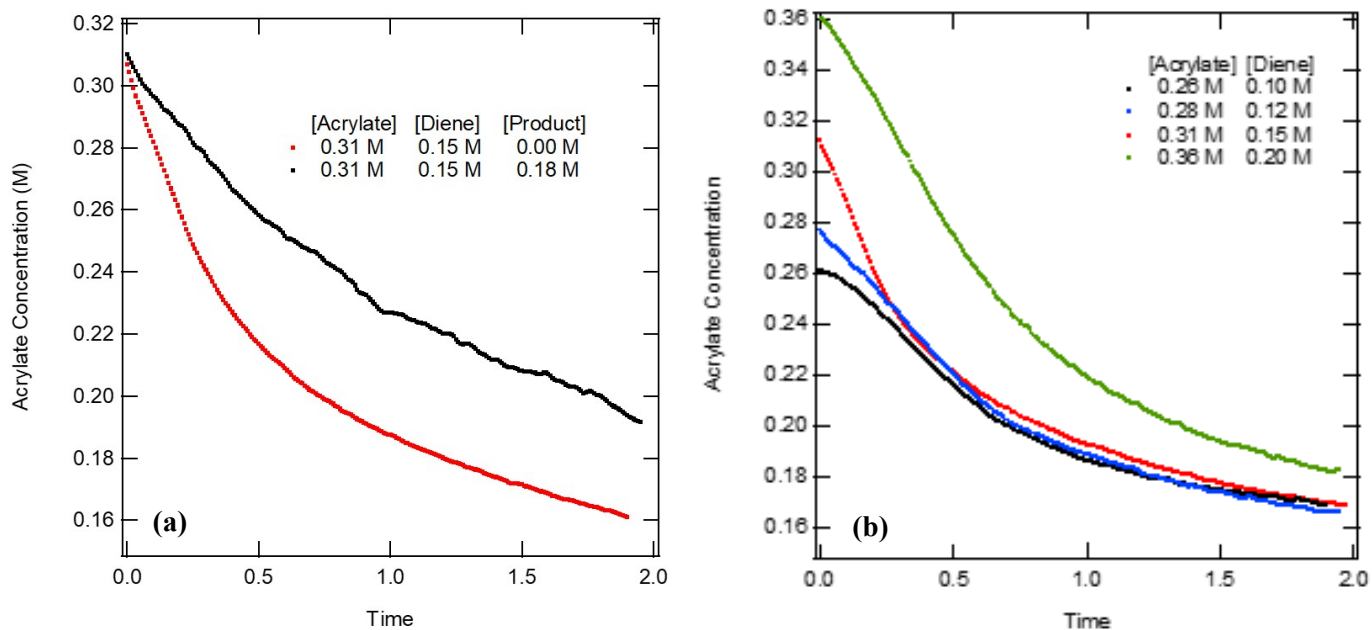 0.32
0.30
0.28
0.26
0.24
0.22
0.20
0.18
0.16
Acrylate Concentration (M)
[Acrylate] [Diene] [Product]
0.31 M 0.15 M 0.00 M
0.31 M 0.15 M 0.18 M
(a)
0.0 0.5 1.0 1.5 2.0
Time
0.36
0.34
0.32
0.30
0.28
0.26
0.24
0.22
0.20
0.18
0.16
Acrylate Concentration
[Acrylate] [Diene]
0.26 M 0.10 M
0.28 M 0.12 M
0.31 M 0.15 M
0.36 M 0.20 M
(b)
0.0 0.5 1.0 1.5 2.0
Time